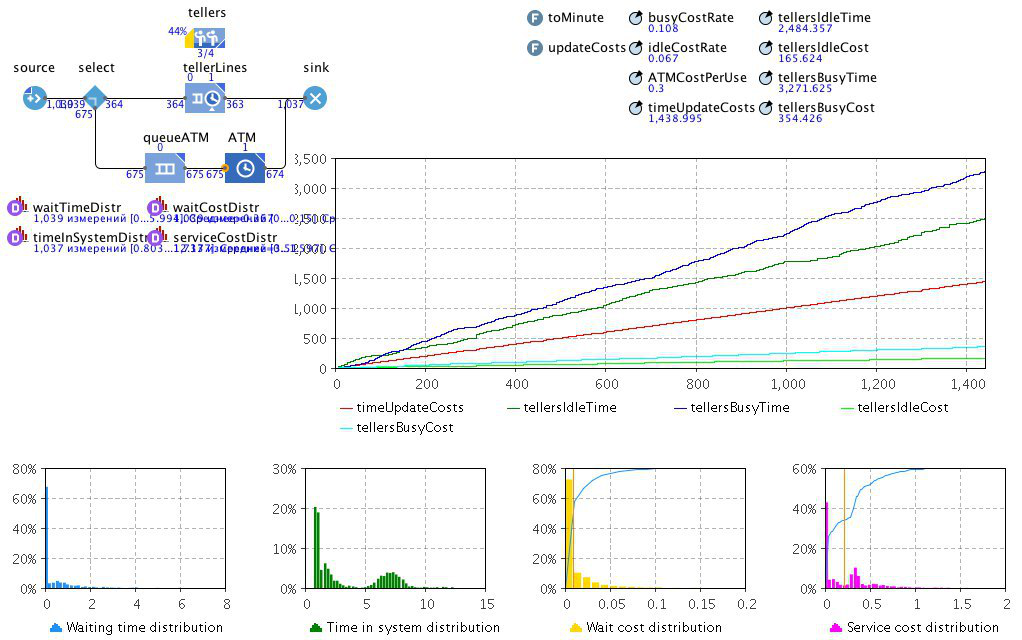 tellers
44%
3/4
source
select
tellerLines
sink
0 1
364
364
363
1,037
675
queueATM
ATM
0
1
675
675
675
674
waitTimeDistr
waitCostDistr
1,039 измерений [0...5.994]
timeInSystemDistr
serviceCostDistr
1,037 измерений [0.803...
toMinute
updateCosts
busyCostRate
0.108
idleCostRate
0.067
ATMCostPerUse
0.3
timeUpdateCosts
1,438.995
tellersIdleTime
2,484.357
tellersIdleCost
165.624
tellersBusyTime
3,271.625
tellersBusyCost
354.426
3,500
3,000
2,500
2,000
1,500
1,000
500
0
0 200 400 600 800 1,000 1,200 1,400
timeUpdateCosts tellersIdleTime tellersBusyTime tellersIdleCost
tellersBusyCost
80%
60%
40%
20%
0%
0 2 4 6 8
Waiting time distribution
30%
20%
10%
0%
0 5 10 15
Time in system distribution
80%
60%
40%
20%
0%
0 0.05 0.1 0.15 0.2
Wait cost distribution
60%
40%
20%
0%
0 0.5 1 1.5 2
Service cost distribution